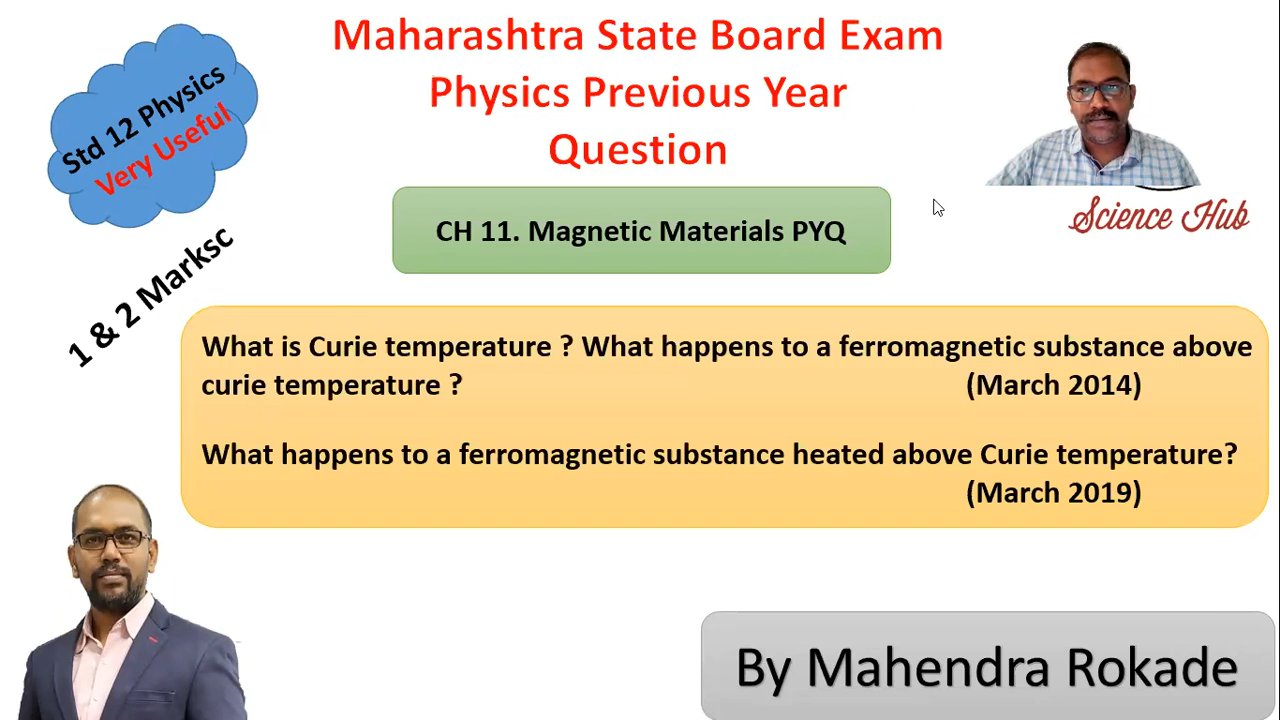 Maharashtra State Board Exam
Physics Previous Year
Question
Std 12 Physics
Very Useful
1 & 2 Marksc
CH 11. Magnetic Materials PYQ
Science Hub
What is Curie temperature ? What happens to a ferromagnetic substance above
curie temperature ? (March 2014)
What happens to a ferromagnetic substance heated above Curie temperature?
(March 2019)
By Mahendra Rokade